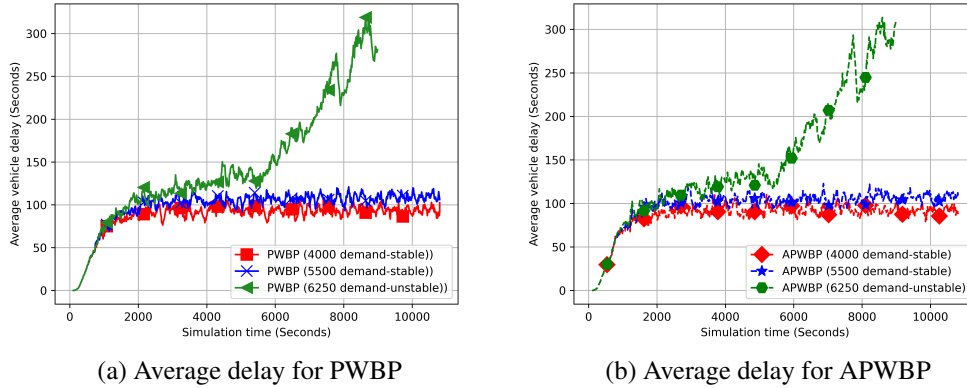 300
250
200
150
100
50
0
Average vehicle delay (Seconds)
PWBP (4000 demand-stable))
PWBP (5500 demand-stable))
PWBP (6250 demand-unstable))
0 2000 4000 6000 8000 10000
Simulation time (Seconds)
(a) Average delay for PWBP
300
250
200
150
100
50
0
Average vehicle delay (Seconds)
APWBP (4000 demand-stable)
APWBP (5500 demand-stable)
APWBP (6250 demand-unstable)
0 2000 4000 6000 8000 10000
Simulation time (Seconds)
(b) Average delay for APWBP